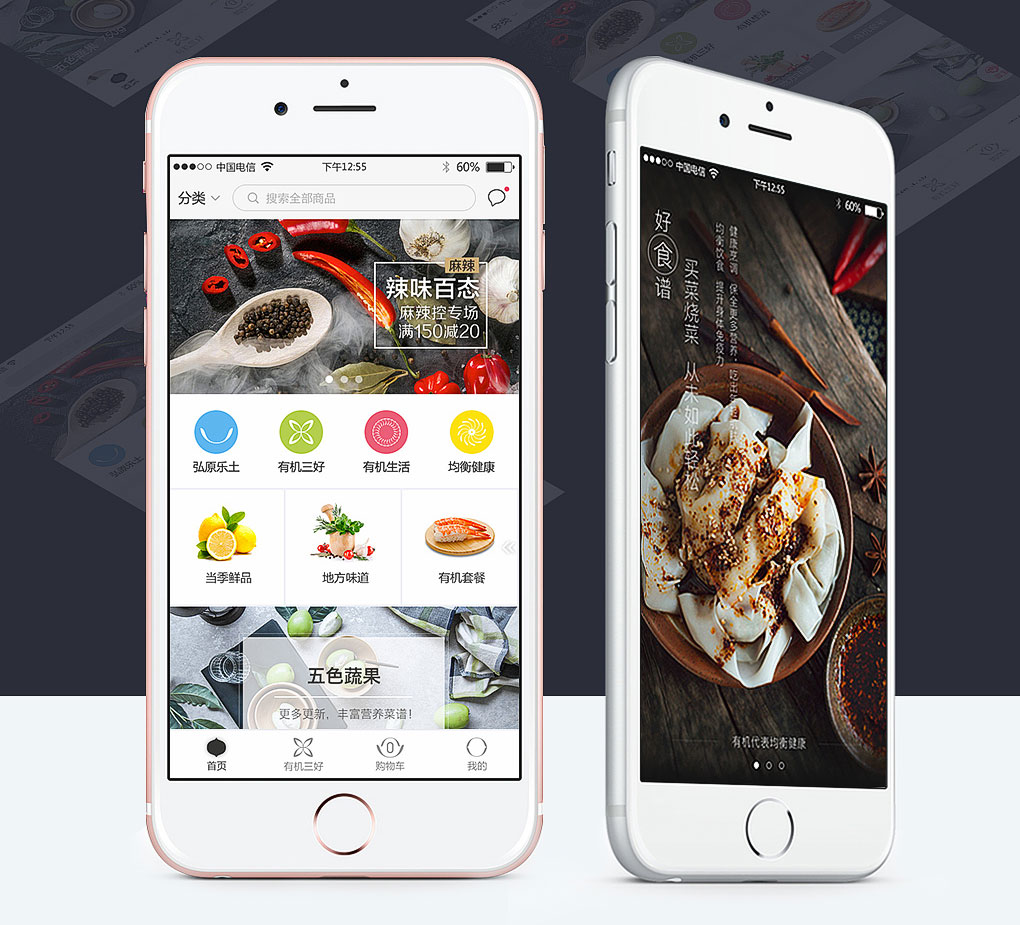 中国电信
下午12:55
60%
分类
搜索全部商品
麻辣
辣味百态
麻辣控专场
满150减20
弘原乐土
有机三好
有机生活
均衡健康
当季鲜品
地方味道
有机套餐
五色蔬果
更多更新，丰富营养菜谱！
首页
有机三好
0
购物车
我的
中国电信
下午12:55
60%
好食谱
买菜烧菜 从未如此轻松
均衡饮食 提升身体免疫力
健康烹调 保全更多营养，吃出
有机代表均衡健康